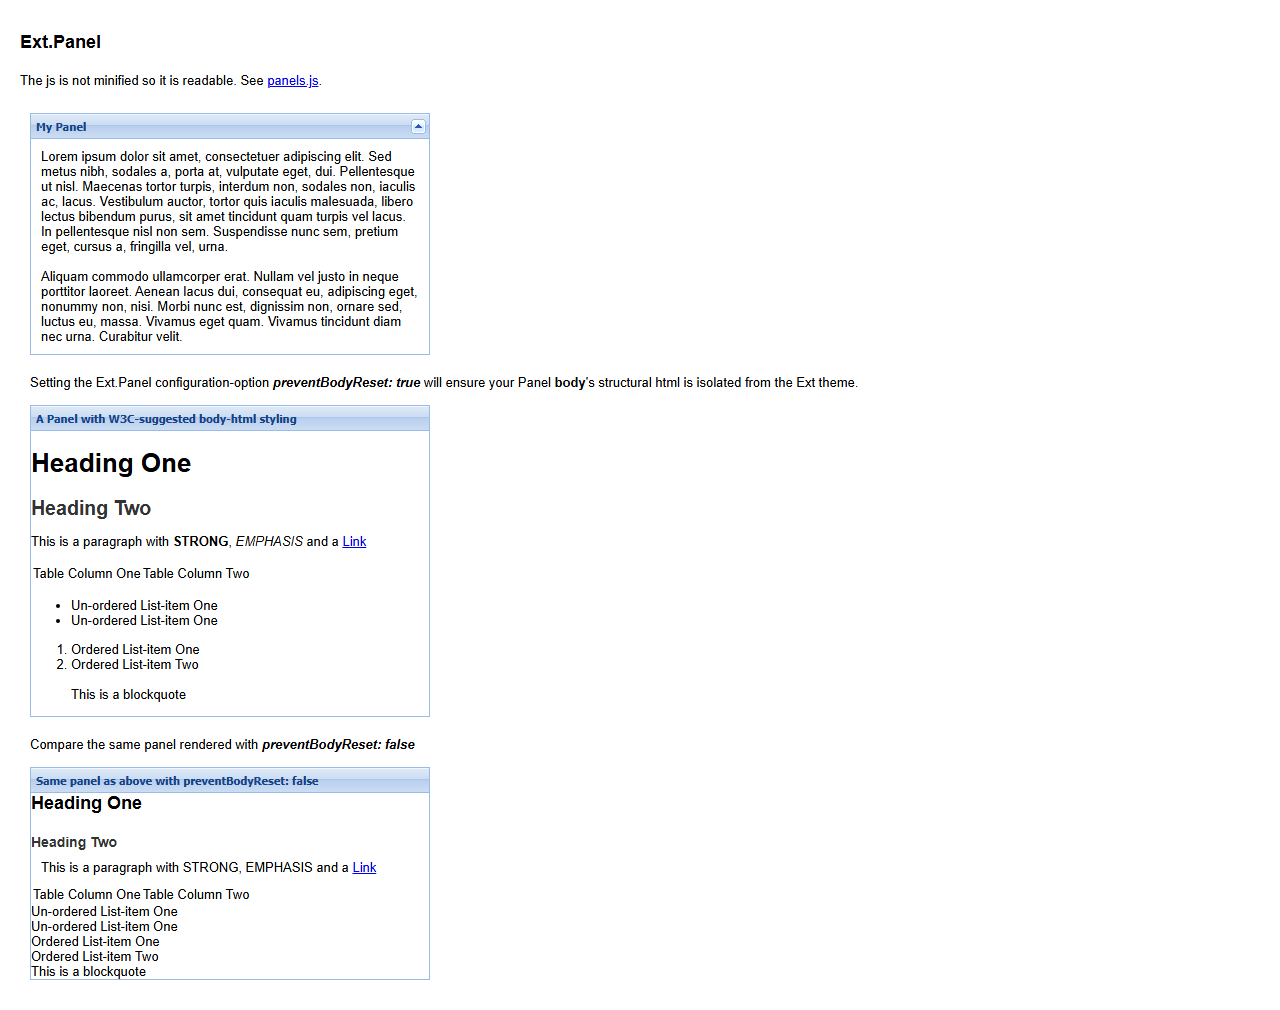 Ext.Panel
The js is not minified so it is readable. See panels.js.
My Panel
Lorem ipsum dolor sit amet, consectetuer adipiscing elit. Sed
metus nibh, sodales a, porta at, vulputate eget, dui. Pellentesque
ut nisl. Maecenas tortor turpis, interdum non, sodales non, iaculis
ac, lacus. Vestibulum auctor, tortor quis iaculis malesuada, libero
lectus bibendum purus, sit amet tincidunt quam turpis vel lacus.
In pellentesque nisl non sem. Suspendisse nunc sem, pretium
eget, cursus a, fringilla vel, urna.
Aliquam commodo ullamcorper erat. Nullam vel justo in neque
porttitor laoreet. Aenean lacus dui, consequat eu, adipiscing eget,
nonummy non, nisi. Morbi nunc est, dignissim non, ornare sed,
luctus eu, massa. Vivamus eget quam. Vivamus tincidunt diam
nec urna. Curabitur velit.
Setting the Ext.Panel configuration-option preventBodyReset: true will ensure your Panel body's structural html is isolated from the Ext theme.
A Panel with W3C-suggested body-html styling
Heading One
Heading Two
This is a paragraph with STRONG, EMPHASIS and a Link
Table Column One Table Column Two
• Un-ordered List-item One
• Un-ordered List-item One
1. Ordered List-item One
2. Ordered List-item Two
This is a blockquote
Compare the same panel rendered with preventBodyReset: false
Same panel as above with preventBodyReset: false
Heading One
Heading Two
This is a paragraph with STRONG, EMPHASIS and a Link
Table Column One Table Column Two
Un-ordered List-item One
Un-ordered List-item One
Ordered List-item One
Ordered List-item Two
This is a blockquote